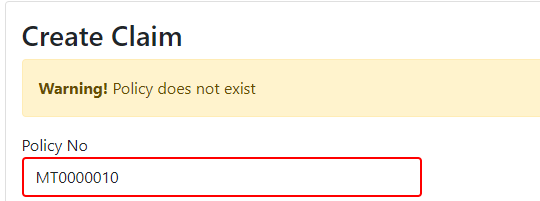 Create Claim
Warning! Policy does not exist
Policy No
MT0000010